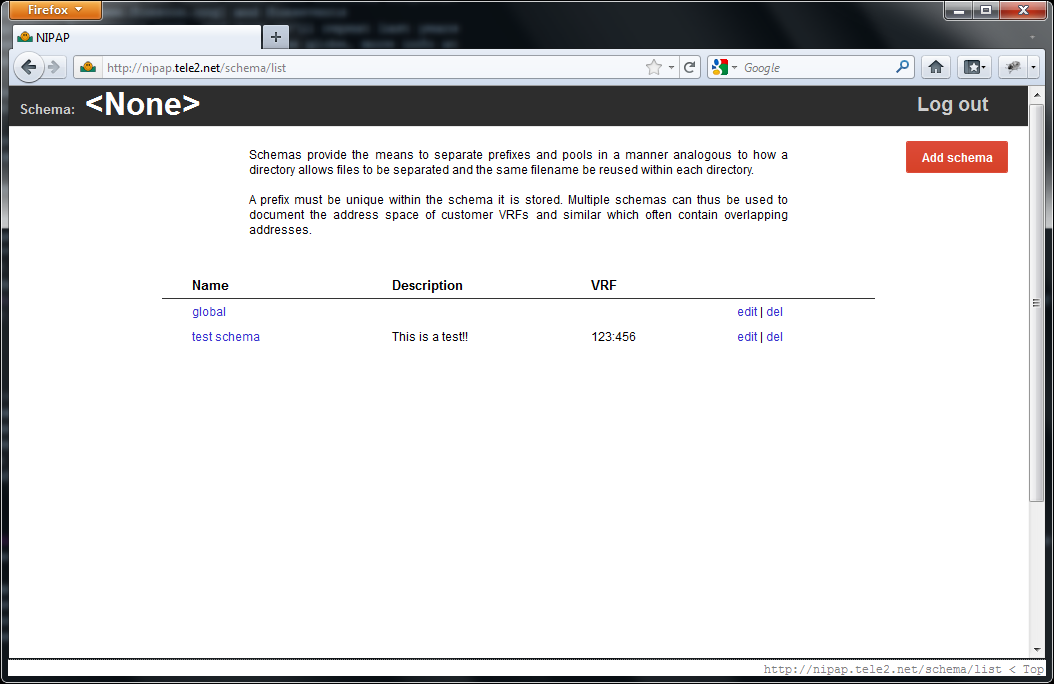 Firefox
NIPAP
http://nipap.tele2.net/schema/list
Google
Schema: <None>
Log out
Add schema
Schemas provide the means to separate prefixes and pools in a manner analogous to how a
directory allows files to be separated and the same filename be reused within each directory.
A prefix must be unique within the schema it is stored. Multiple schemas can thus be used to
document the address space of customer VRFs and similar which often contain overlapping
addresses.
Name Description VRF
global edit | del
test schema This is a test!! 123:456 edit | del
http://nipap.tele2.net/schema/list < Top